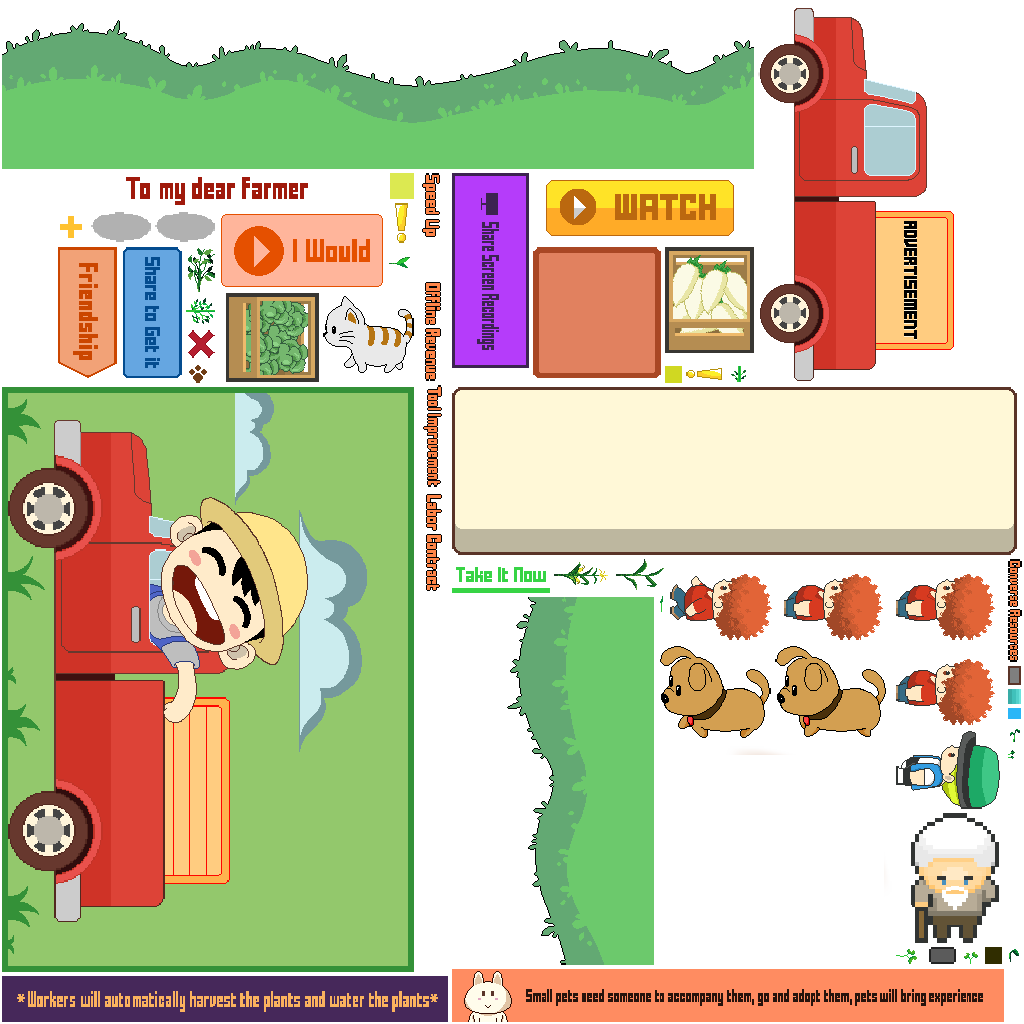 To my dear Farmer
I Would
Friendship
Share to Get it
Speed Up
Offline Revenue
Tool Improvement
Labor Contract
Share Screen Recordings
WATCH
ADVERTISEMENT
Take It Now
Converse Resources
*Workers will automatically harvest the plants and water the plants*
Small pets need someone to accompany them, go and adopt them, pets will bring experience